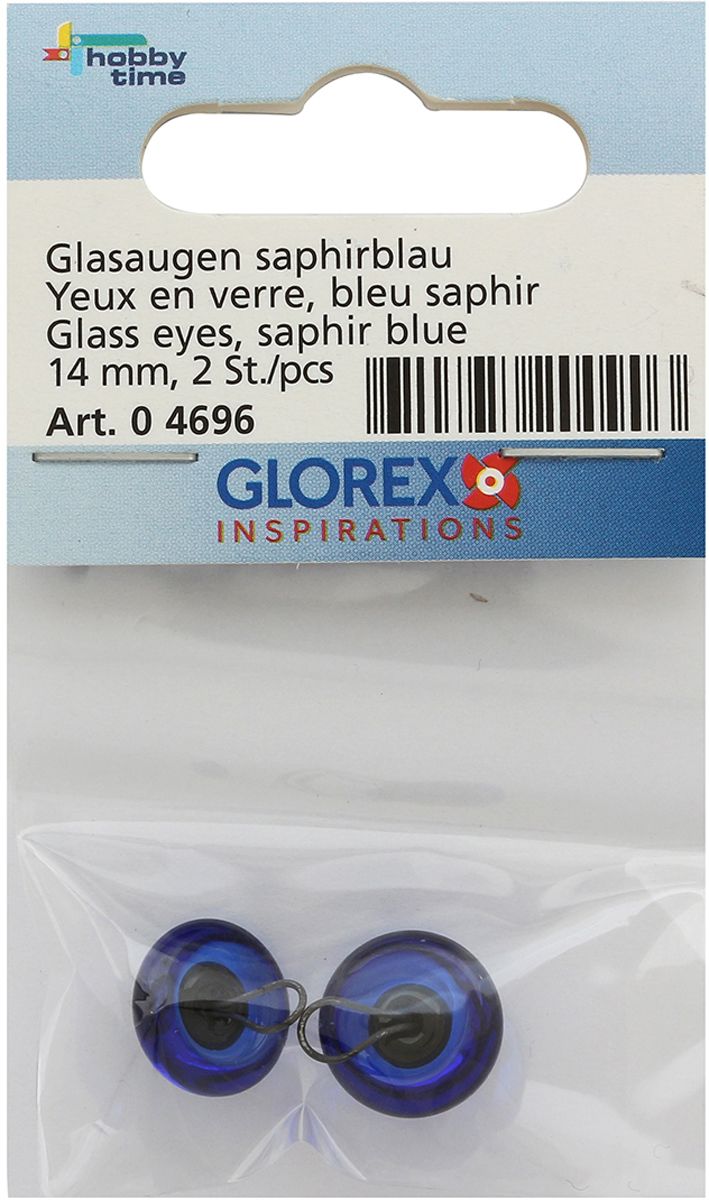 hobby
time
Glasaugen saphirblau
Yeux en verre, bleu saphir
Glass eyes, saphir blue
14 mm, 2 St./pcs
Art. 0 4696
GLOREX
INSPIRATIONS